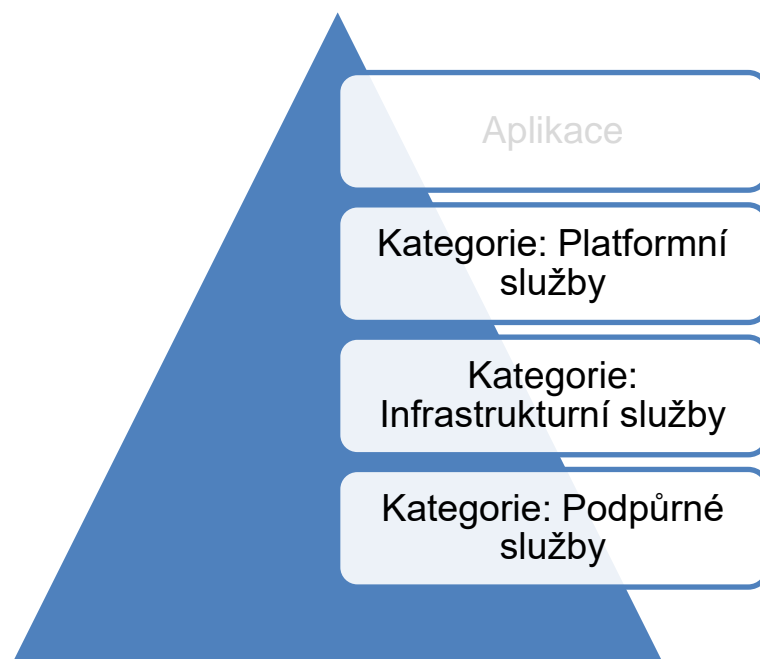 Aplikace
Kategorie: Platformní
služby
Kategorie:
Infrastrukturní služby
Kategorie: Podpůrné
služby